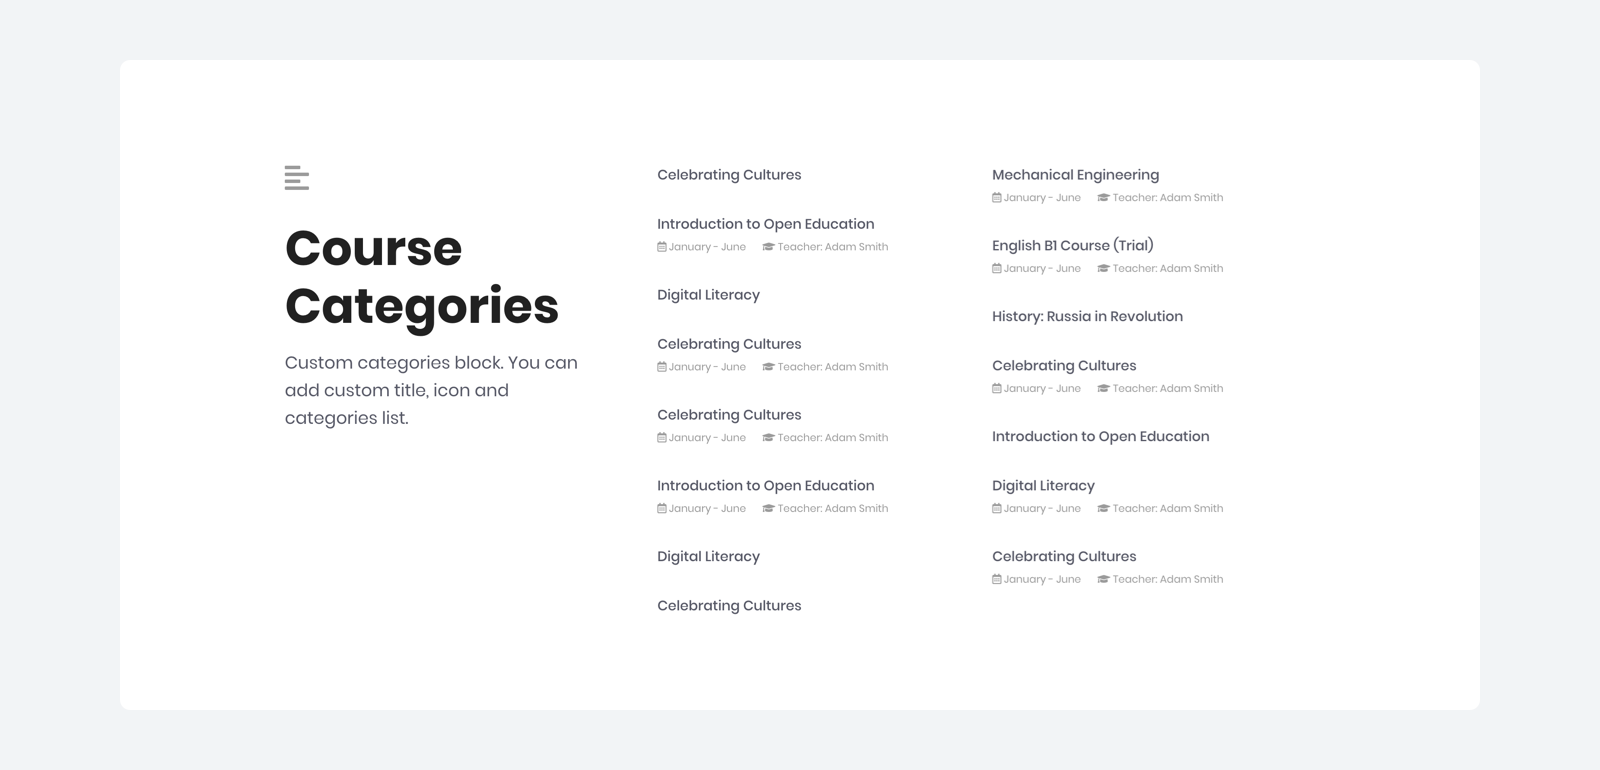 Course
Categories
Custom categories block. You can
add custom title, icon and
categories list.
Celebrating Cultures
Introduction to Open Education
January - June Teacher: Adam Smith
Digital Literacy
Celebrating Cultures
January - June Teacher: Adam Smith
Celebrating Cultures
January - June Teacher: Adam Smith
Introduction to Open Education
January - June Teacher: Adam Smith
Digital Literacy
Celebrating Cultures
Mechanical Engineering
January - June Teacher: Adam Smith
English B1 Course (Trial)
January - June Teacher: Adam Smith
History: Russia in Revolution
Celebrating Cultures
January - June Teacher: Adam Smith
Introduction to Open Education
Digital Literacy
January - June Teacher: Adam Smith
Celebrating Cultures
January - June Teacher: Adam Smith